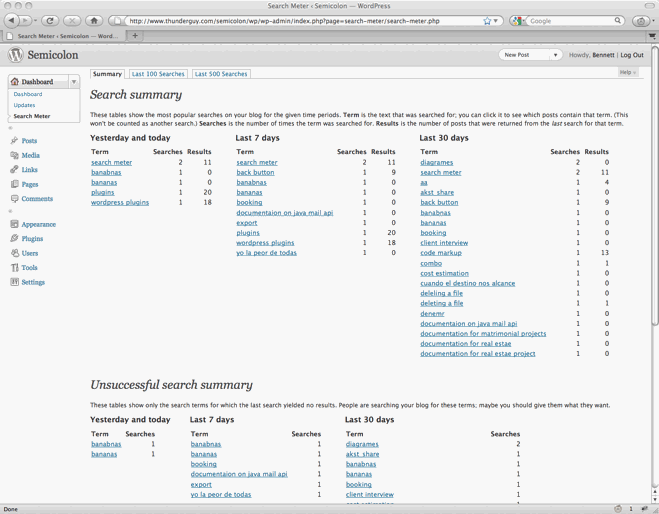 Search Meter ‹ Semicolon — WordPress
http://www.thunderguy.com/semicolon/wp/wp-admin/index.php?page=search-meter/search-meter.php
Google
Search Meter ‹ Semicolon — Word...
Semicolon
New Post
Howdy, Bennett | Log Out
Help
Dashboard
Dashboard
Updates
Search Meter
Posts
Media
Links
Pages
Comments
Appearance
Plugins
Users
Tools
Settings
Summary
Last 100 Searches
Last 500 Searches
Search summary
These tables show the most popular searches on your blog for the given time periods. Term is the text that was searched for; you can click it to see which posts contain that term. (This
won't be counted as another search.) Searches is the number of times the term was searched for. Results is the number of posts that were returned from the last search for that term.
Yesterday and today
Term Searches Results
search meter 2 11
banabnas 1 0
bananas 1 0
plugins 1 20
wordpress plugins 1 18
Last 7 days
Term Searches Results
search meter 2 11
back button 1 9
banabnas 1 0
bananas 1 0
booking 1 0
documentaion on java mail api 1 0
export 1 0
plugins 1 20
wordpress plugins 1 18
yo la peor de todas 1 0
Last 30 days
Term Searches Results
diagrames 2 0
search meter 2 11
aa 1 4
akst_share 1 0
back button 1 9
banabnas 1 0
bananas 1 0
booking 1 0
client interview 1 0
code markup 1 13
combo 1 1
cost estimation 1 0
cuando el destino nos alcance 1 0
deleling a file 1 0
deleting a file 1 1
denemr 1 0
documentaion on java mail api 1 0
documentation for matrimonial projects 1 0
documentation for real estae 1 0
documentation for real estae project 1 0
Unsuccessful search summary
These tables show only the search terms for which the last search yielded no results. People are searching your blog for these terms; maybe you should give them what they want.
Yesterday and today
Term Searches
banabnas 1
bananas 1
Last 7 days
Term Searches
banabnas 1
bananas 1
booking 1
documentaion on java mail api 1
export 1
yo la peor de todas 1
Last 30 days
Term Searches
diagrames 2
akst_share 1
banabnas 1
bananas 1
booking 1
client interview 1
cost estimation 1
Done
1